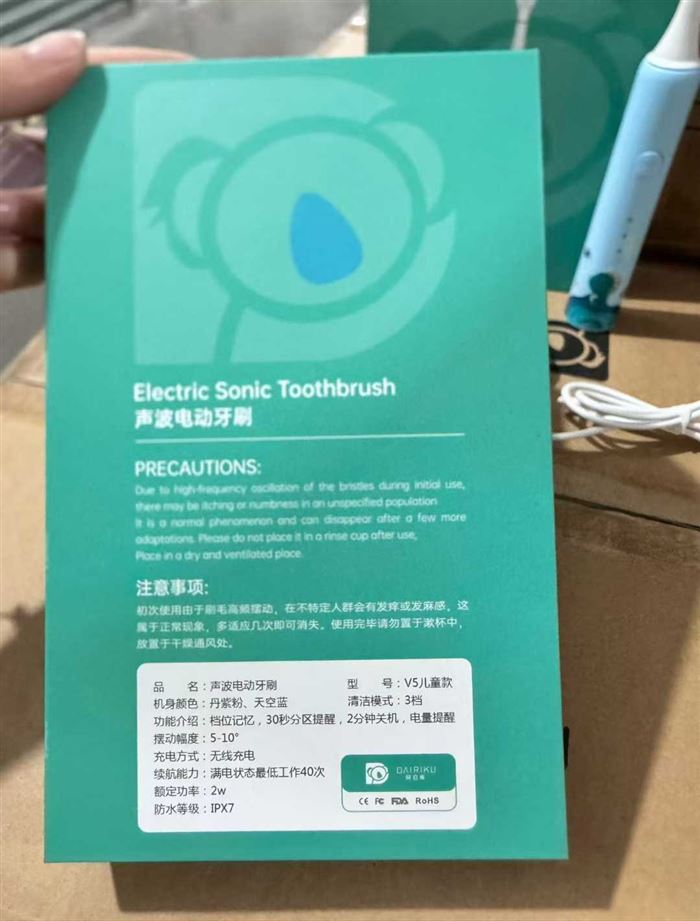 Electric Sonic Toothbrush
声波电动牙刷
PRECAUTIONS:
Due to high-frequency oscillation of the bristles during initial use,
there may be itching or numbness in an unspecified population
It is a normal phenomenon and can disappear after a few more
adaptations. Please do not place it in a rinse cup after use,
Place in a dry and ventilated place.
注意事项:
初次使用由于刷毛高频摆动，在不特定人群会有发痒或发麻感。这
属于正常现象，多适应几次即可消失。使用完毕请勿置于漱杯中，
放置于干燥通风处。
品 名：声波电动牙刷 型 号：V5儿童款
机身颜色：丹紫粉、天空蓝 清洁模式：3档
功能介绍：档位记忆，30秒分区提醒，2分钟关机，电量提醒
摆动幅度：5-10°
充电方式：无线充电
续航能力：满电状态最低工作40次
额定功率：2w
防水等级：IPX7
DAIRIKU
CE FC FDA RoHS